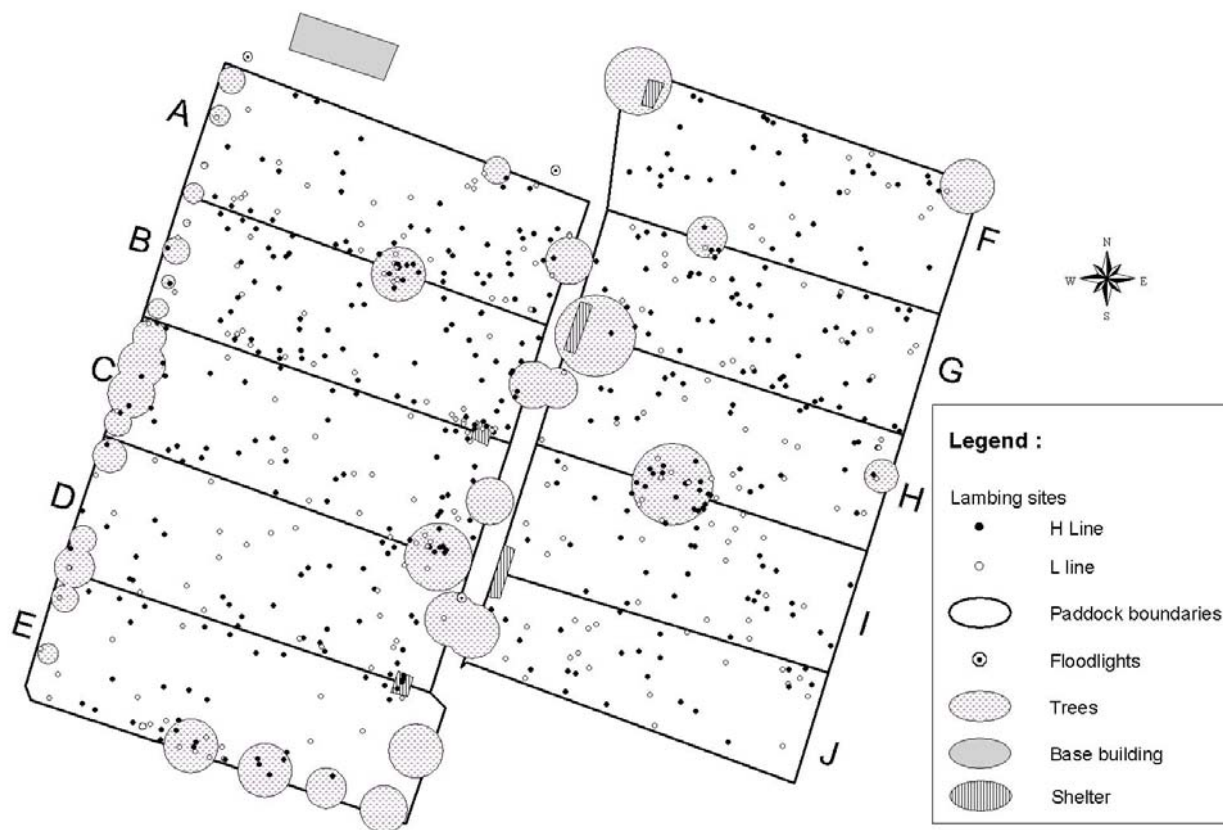 A
B
C
D
E
F
G
H
I
J
N
W E
S
Legend :
Lambing sites
H Line
L line
Paddock boundaries
Floodlights
Trees
Base building
Shelter